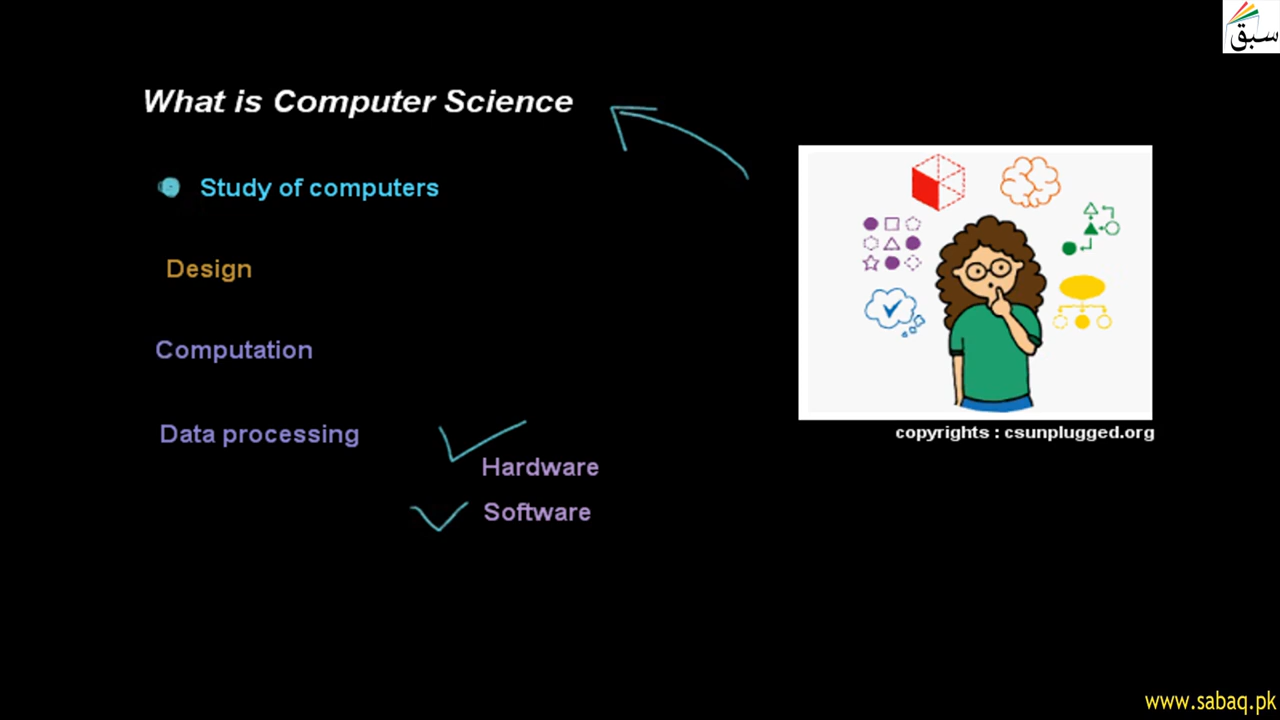 سبق
What is Computer Science
Study of computers
Design
Computation
Data processing
Hardware
Software
copyrights : csunplugged.org
www.sabaq.pk